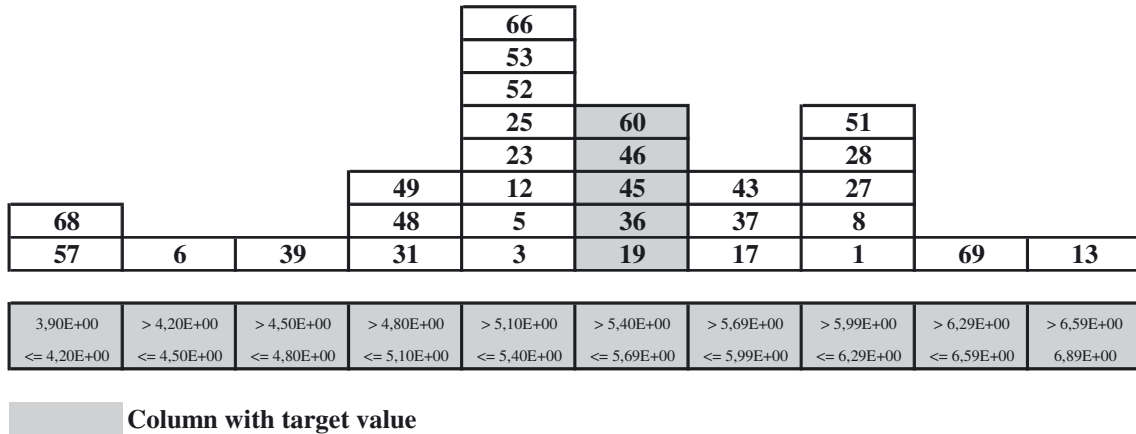 66
53
52
25 60 51
23 46 28
49 12 45 43 27
68 48 5 36 37 8
57 6 39 31 3 19 17 1 69 13
3,90E+00 > 4,20E+00 > 4,50E+00 > 4,80E+00 > 5,10E+00 > 5,40E+00 > 5,69E+00 > 5,99E+00 > 6,29E+00 > 6,59E+00
<= 4,20E+00 <= 4,50E+00 <= 4,80E+00 <= 5,10E+00 <= 5,40E+00 <= 5,69E+00 <= 5,99E+00 <= 6,29E+00 <= 6,59E+00 6,89E+00
Column with target value